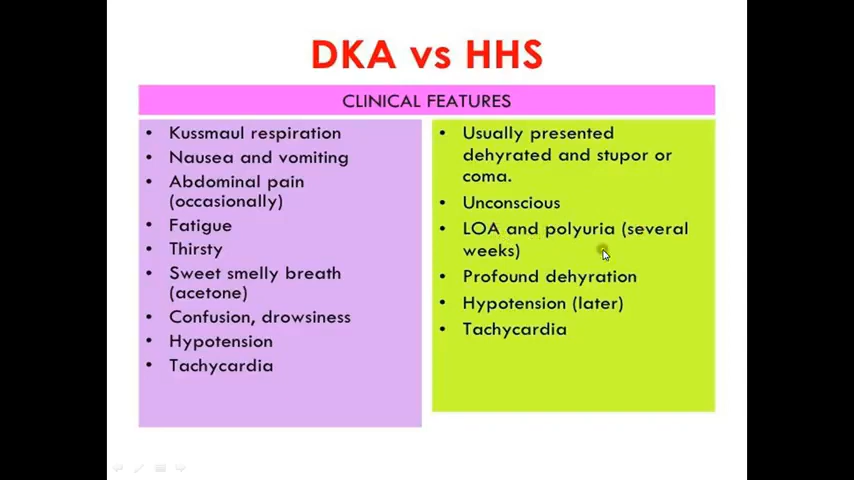 DKA vs HHS
CLINICAL FEATURES
• Kussmaul respiration
• Nausea and vomiting
• Abdominal pain
(occasionally)
• Fatigue
• Thirsty
• Sweet smelly breath
(acetone)
• Confusion, drowsiness
• Hypotension
• Tachycardia
• Usually presented
dehyrated and stupor or
coma.
• Unconscious
• LOA and polyuria (several
weeks)
• Profound dehyration
• Hypotension (later)
• Tachycardia